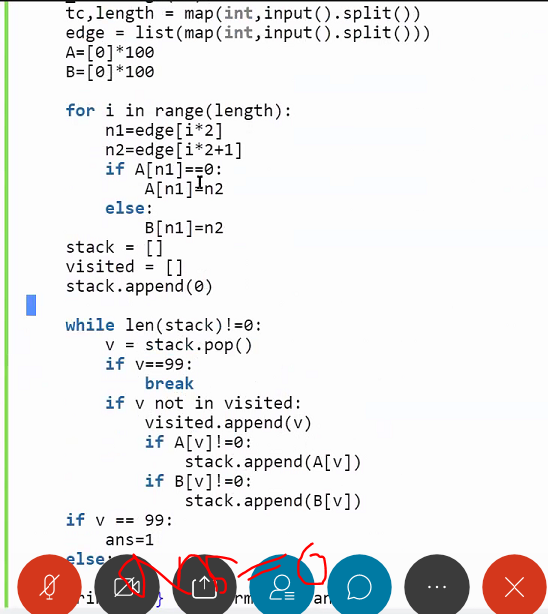 tc,length = map(int,input().split())
edge = list(map(int,input().split()))
A=[0]*100
B=[0]*100
for i in range(length):
n1=edge[i*2]
n2=edge[i*2+1]
if A[n1]==0:
A[n1]=n2
else:
B[n1]=n2
stack = []
visited = []
stack.append(0)
while len(stack)!=0:
v = stack.pop()
if v==99:
break
if v not in visited:
visited.append(v)
if A[v]!=0:
stack.append(A[v])
if B[v]!=0:
stack.append(B[v])
if v == 99:
ans=1
else: